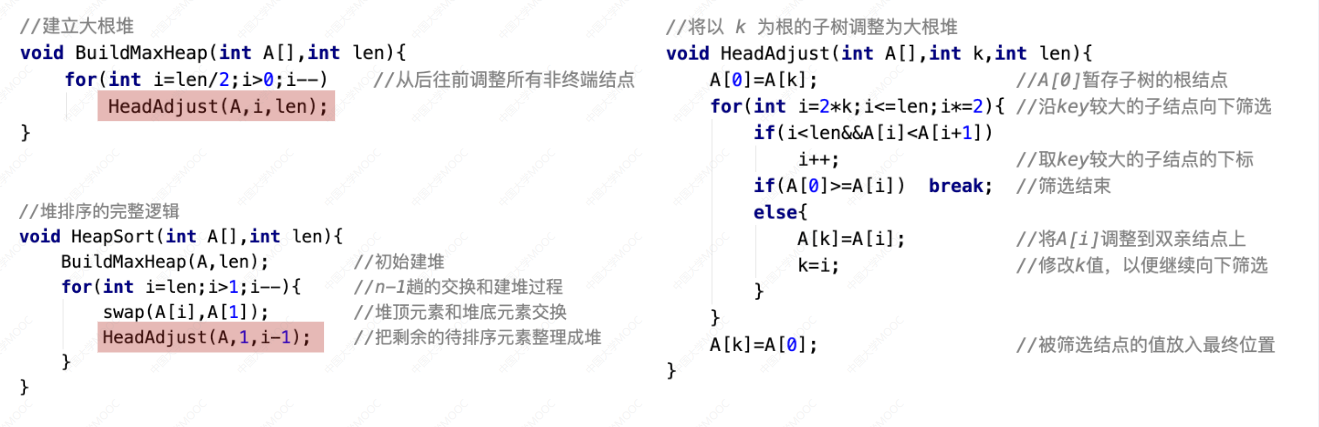 //建立大根堆
void BuildMaxHeap(int A[],int len){
    for(int i=len/2;i>0;i--)    //从后往前调整所有非终端结点
        HeadAdjust(A,i,len);
}
//堆排序的完整逻辑
void HeapSort(int A[],int len){
    BuildMaxHeap(A,len);        //初始建堆
    for(int i=len;i>1;i--){     //n-1趟的交换和建堆过程
        swap(A[i],A[1]);        //堆顶元素和堆底元素交换
        HeadAdjust(A,1,i-1);    //把剩余的待排序元素整理成堆
    }
}
//将以 k 为根的子树调整为大根堆
void HeadAdjust(int A[],int k,int len){
    A[0]=A[k];                  //A[0]暂存子树的根结点
    for(int i=2*k;i<=len;i*=2){ //沿key较大的子结点向下筛选
        if(i<len&&A[i]<A[i+1])
            i++;                //取key较大的子结点的下标
        if(A[0]>=A[i])  break;  //筛选结束
        else{
            A[k]=A[i];          //将A[i]调整到双亲结点上
            k=i;                //修改k值，以便继续向下筛选
        }
    }
    A[k]=A[0];                  //被筛选结点的值放入最终位置
}